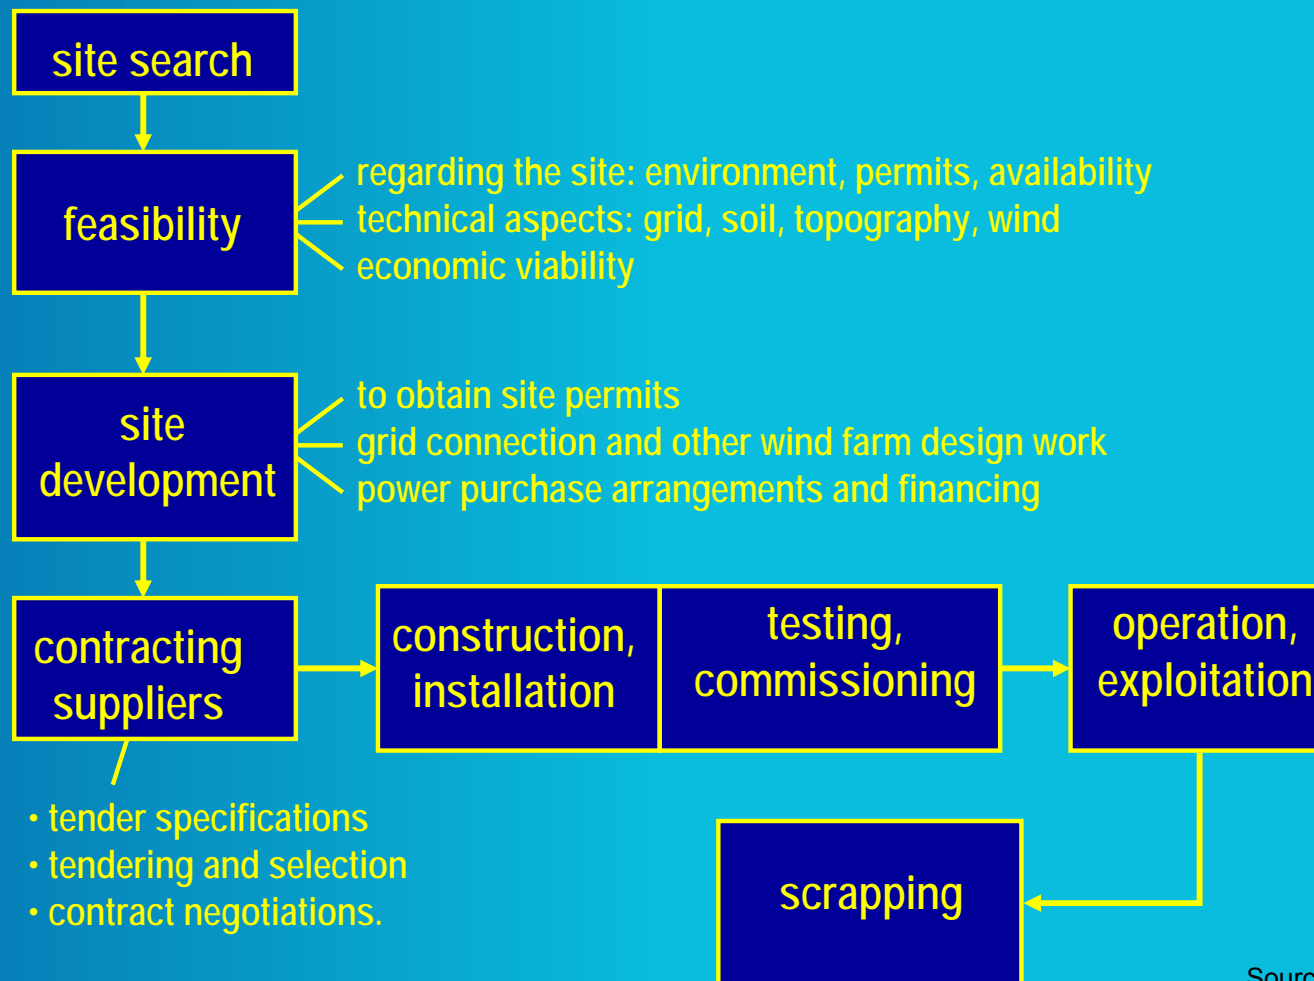 site search
feasibility
regarding the site: environment, permits, availability
technical aspects: grid, soil, topography, wind
economic viability
site
development
to obtain site permits
grid connection and other wind farm design work
power purchase arrangements and financing
contracting
suppliers
construction,
installation
testing,
commissioning
operation,
exploitation
• tender specifications
• tendering and selection
• contract negotiations.
scrapping